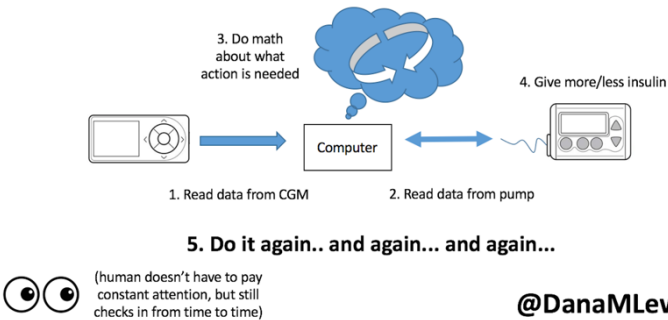 3. Do math
about what
action is needed
4. Give more/less insulin
Computer
1. Read data from CGM
2. Read data from pump
5. Do it again.. and again... and again...
(human doesn't have to pay
constant attention, but still
checks in from time to time)
@DanaMLew